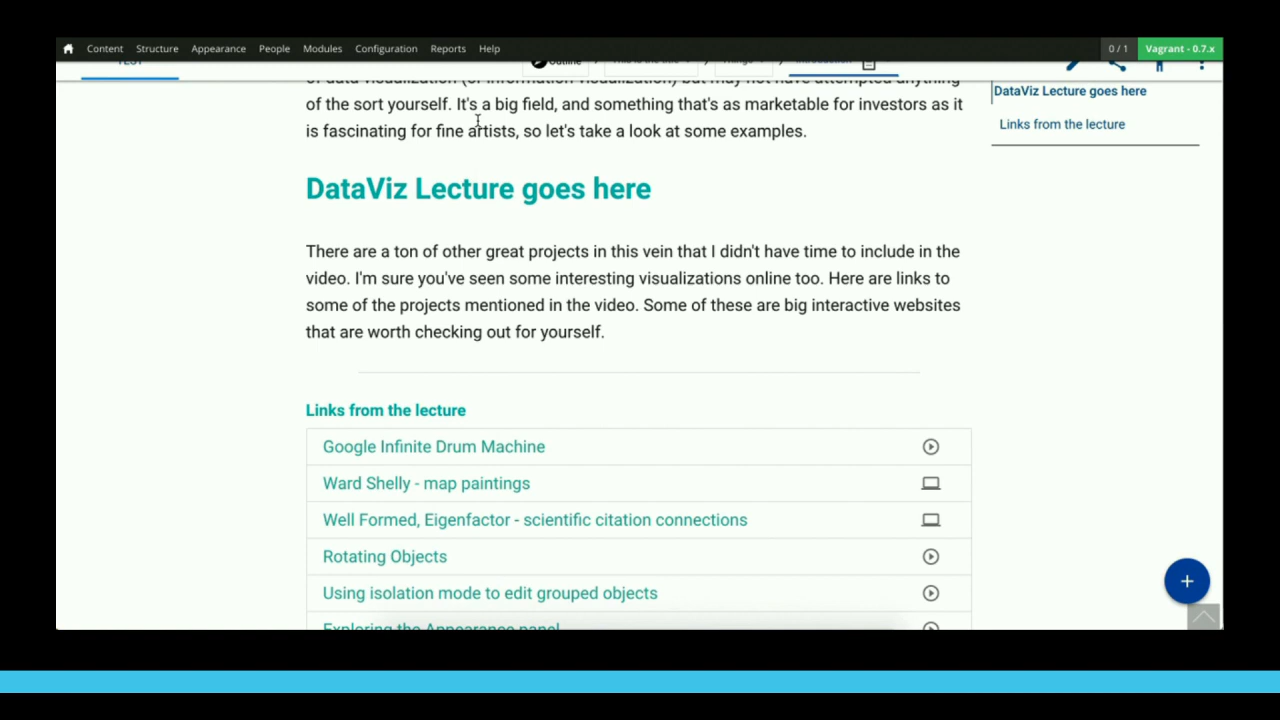 Content Structure Appearance People Modules Configuration Reports Help 0 / 1 Vagrant - 0.7.x
of the sort yourself. It's a big field, and something that's as marketable for investors as it
is fascinating for fine artists, so let's take a look at some examples.
DataViz Lecture goes here
There are a ton of other great projects in this vein that I didn't have time to include in the
video. I'm sure you've seen some interesting visualizations online too. Here are links to
some of the projects mentioned in the video. Some of these are big interactive websites
that are worth checking out for yourself.
Links from the lecture
Google Infinite Drum Machine
Ward Shelly - map paintings
Well Formed, Eigenfactor - scientific citation connections
Rotating Objects
Using isolation mode to edit grouped objects
Exploring the Appearance panel
DataViz Lecture goes here
Links from the lecture